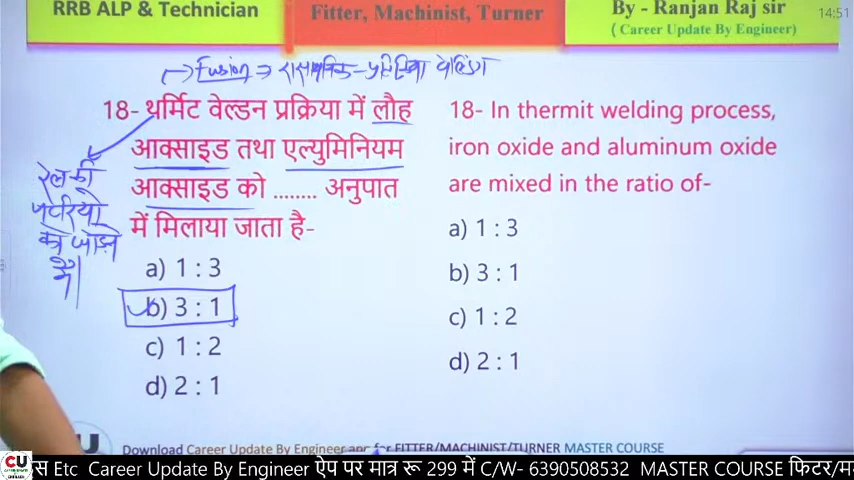 RRB ALP & Technician
Fitter, Machinist, Turner
By - Ranjan Raj sir
( Career Update By Engineer)
14:51
Fusion ⇒ रासायनिक-प्रतिक्रिया वेल्डिंग
18- थर्मिट वेल्डन प्रक्रिया में लौह
आक्साइड तथा एल्युमिनियम
आक्साइड को ........ अनुपात
में मिलाया जाता है-
a) 1 : 3
b) 3 : 1
c) 1 : 2
d) 2 : 1
रेल की
पटरियो
को जोड़ने
में।
18- In thermit welding process,
iron oxide and aluminum oxide
are mixed in the ratio of-
a) 1 : 3
b) 3 : 1
c) 1 : 2
d) 2 : 1
Download Career Update By Engineer app for FITTER/MACHINIST/TURNER MASTER COURSE
CU
CU
स Etc Career Update By Engineer ऐप पर मात्र रू 299 में C/W- 6390508532 MASTER COURSE फिटर/म